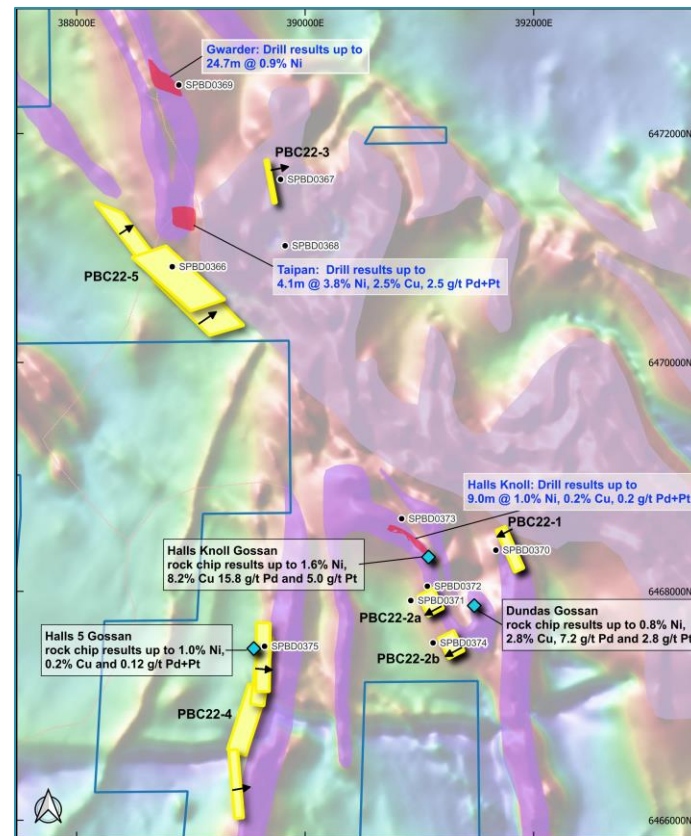 388000E
390000E
392000E
Gwarder: Drill results up to
24.7m @ 0.9% Ni
SPBD0369
6472000N
PBC22-3
SPBD0367
SPBD0368
SPBD0366
PBC22-5
Taipan: Drill results up to
4.1m @ 3.8% Ni, 2.5% Cu, 2.5 g/t Pd+Pt
6470000N
Halls Knoll: Drill results up to
9.0m @ 1.0% Ni, 0.2% Cu, 0.2 g/t Pd+Pt
SPBD0373
PBC22-1
Halls Knoll Gossan
rock chip results up to 1.6% Ni,
8.2% Cu 15.8 g/t Pd and 5.0 g/t Pt
SPBD0370
6468000N
SPBD0372
SPBD0371
PBC22-2a
Dundas Gossan
rock chip results up to 0.8% Ni,
2.8% Cu, 7.2 g/t Pd and 2.8 g/t Pt
Halls 5 Gossan
rock chip results up to 1.0% Ni,
0.2% Cu and 0.12 g/t Pd+Pt
SPBD0375
SPBD0374
PBC22-2b
PBC22-4
6466000N